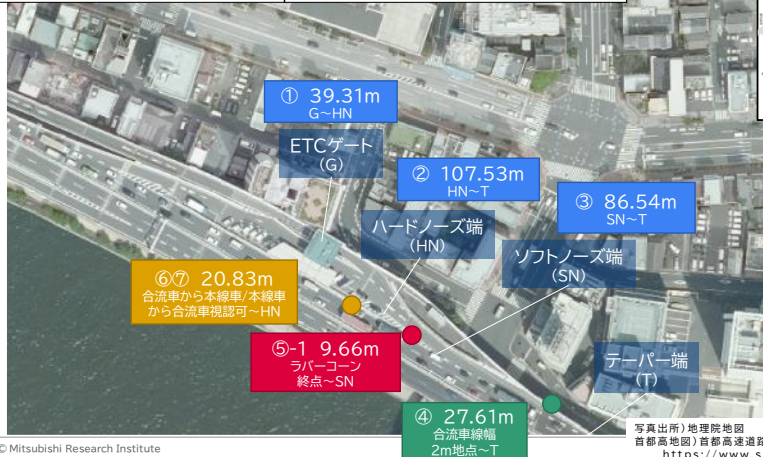 ① 39.31m
G~HN
ETCゲート
(G)
② 107.53m
HN~T
③ 86.54m
SN~T
ハードノーズ端
(HN)
ソフトノーズ端
(SN)
⑥⑦ 20.83m
合流車から本線車/本線車
から合流車視認可~HN
⑤-1 9.66m
ラバーコーン
終点~SN
テーパー端
(T)
④ 27.61m
合流車線幅
2m地点~T
写真出所)地理院地図
首都高地図)首都高速道路
https://www.s
© Mitsubishi Research Institute